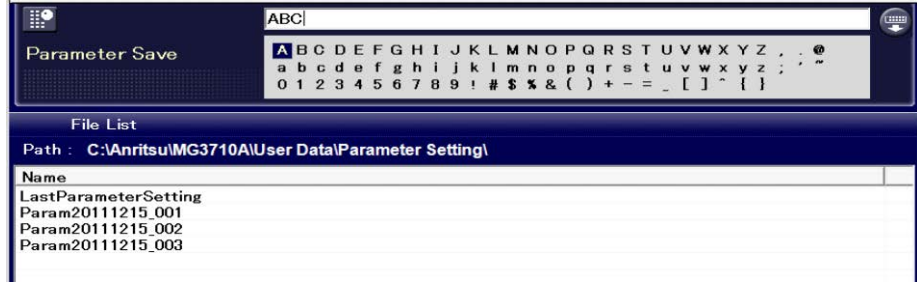 ABC
Parameter Save
A B C D E F G H I J K L M N O P Q R S T U V W X Y Z , . @
a b c d e f g h i j k l m n o p q r s t u v w x y z ; ' ~
0 1 2 3 4 5 6 7 8 9 ! # $ % & ( ) + - = _ [ ] ^ { }
File List
Path : C:\Anritsu\MG3710A\User Data\Parameter Setting\
Name
LastParameterSetting
Param20111215_001
Param20111215_002
Param20111215_003